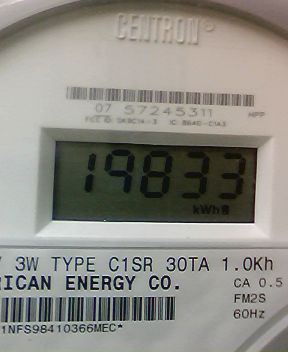 CENTRON®
07 57245311
19833
kWh
3W TYPE C1SR 30TA 1.0Kh
RICAN ENERGY CO.
CA 0.5
FM2S
60Hz
1NFS98410366MEC*